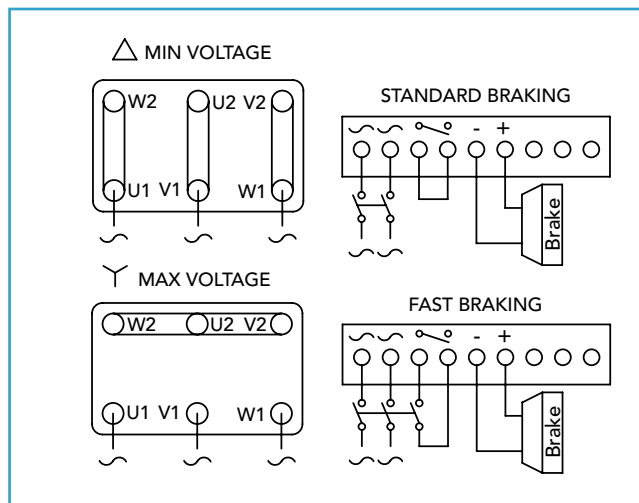 △ MIN VOLTAGE
W2 U2 V2
U1 V1 W1
STANDARD BRAKING
- +
Brake
MAX VOLTAGE
W2 U2 V2
U1 V1 W1
FAST BRAKING
- +
Brake